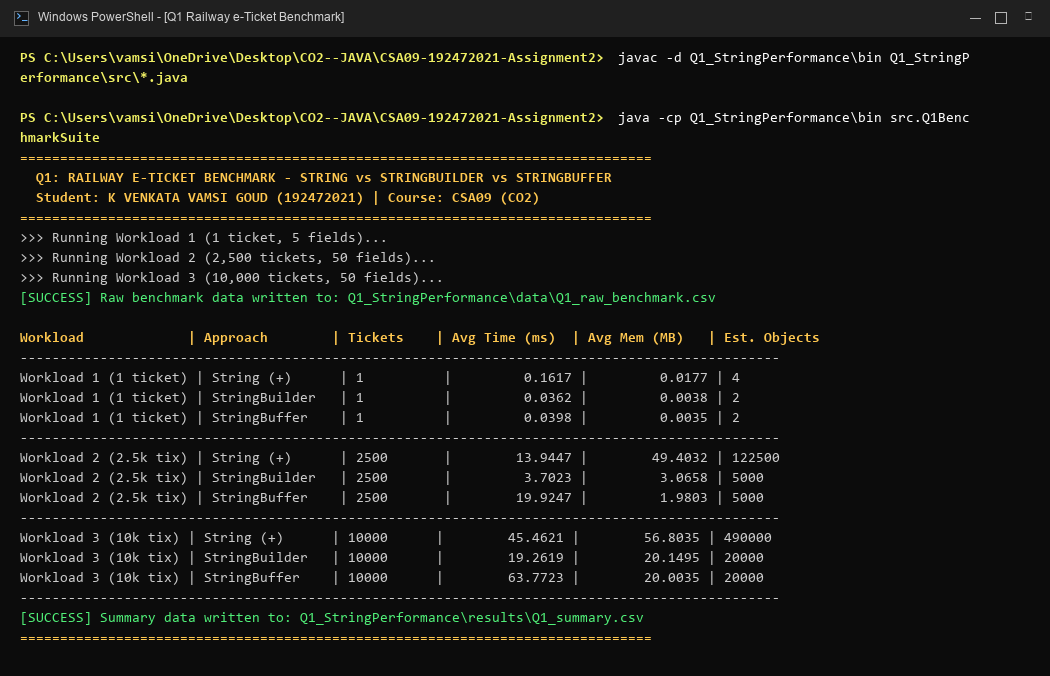 Windows PowerShell - [Q1 Railway e-Ticket Benchmark]
PS C:\Users\vamsi\OneDrive\Desktop\CO2--JAVA\CSA09-192472021-Assignment2> javac -d Q1_StringPerformance\bin Q1_StringP
erformance\src\*.java
PS C:\Users\vamsi\OneDrive\Desktop\CO2--JAVA\CSA09-192472021-Assignment2> java -cp Q1_StringPerformance\bin src.Q1Benc
hmarkSuite
===============================================================================
Q1: RAILWAY E-TICKET BENCHMARK - STRING vs STRINGBUILDER vs STRINGBUFFER
Student: K VENKATA VAMSI GOUD (192472021) | Course: CSA09 (CO2)
===============================================================================
>>> Running Workload 1 (1 ticket, 5 fields)...
>>> Running Workload 2 (2,500 tickets, 50 fields)...
>>> Running Workload 3 (10,000 tickets, 50 fields)...
[SUCCESS] Raw benchmark data written to: Q1_StringPerformance\data\Q1_raw_benchmark.csv
Workload             | Approach        | Tickets    | Avg Time (ms)  | Avg Mem (MB)   | Est. Objects
-----------------------------------------------------------------------------------------------
Workload 1 (1 ticket) | String (+)      | 1          |         0.1617 |         0.0177 | 4
Workload 1 (1 ticket) | StringBuilder   | 1          |         0.0362 |         0.0038 | 2
Workload 1 (1 ticket) | StringBuffer    | 1          |         0.0398 |         0.0035 | 2
-----------------------------------------------------------------------------------------------
Workload 2 (2.5k tix) | String (+)      | 2500       |        13.9447 |        49.4032 | 122500
Workload 2 (2.5k tix) | StringBuilder   | 2500       |         3.7023 |         3.0658 | 5000
Workload 2 (2.5k tix) | StringBuffer    | 2500       |        19.9247 |         1.9803 | 5000
-----------------------------------------------------------------------------------------------
Workload 3 (10k tix) | String (+)      | 10000      |        45.4621 |        56.8035 | 490000
Workload 3 (10k tix) | StringBuilder   | 10000      |        19.2619 |        20.1495 | 20000
Workload 3 (10k tix) | StringBuffer    | 10000      |        63.7723 |        20.0035 | 20000
-----------------------------------------------------------------------------------------------
[SUCCESS] Summary data written to: Q1_StringPerformance\results\Q1_summary.csv
===============================================================================